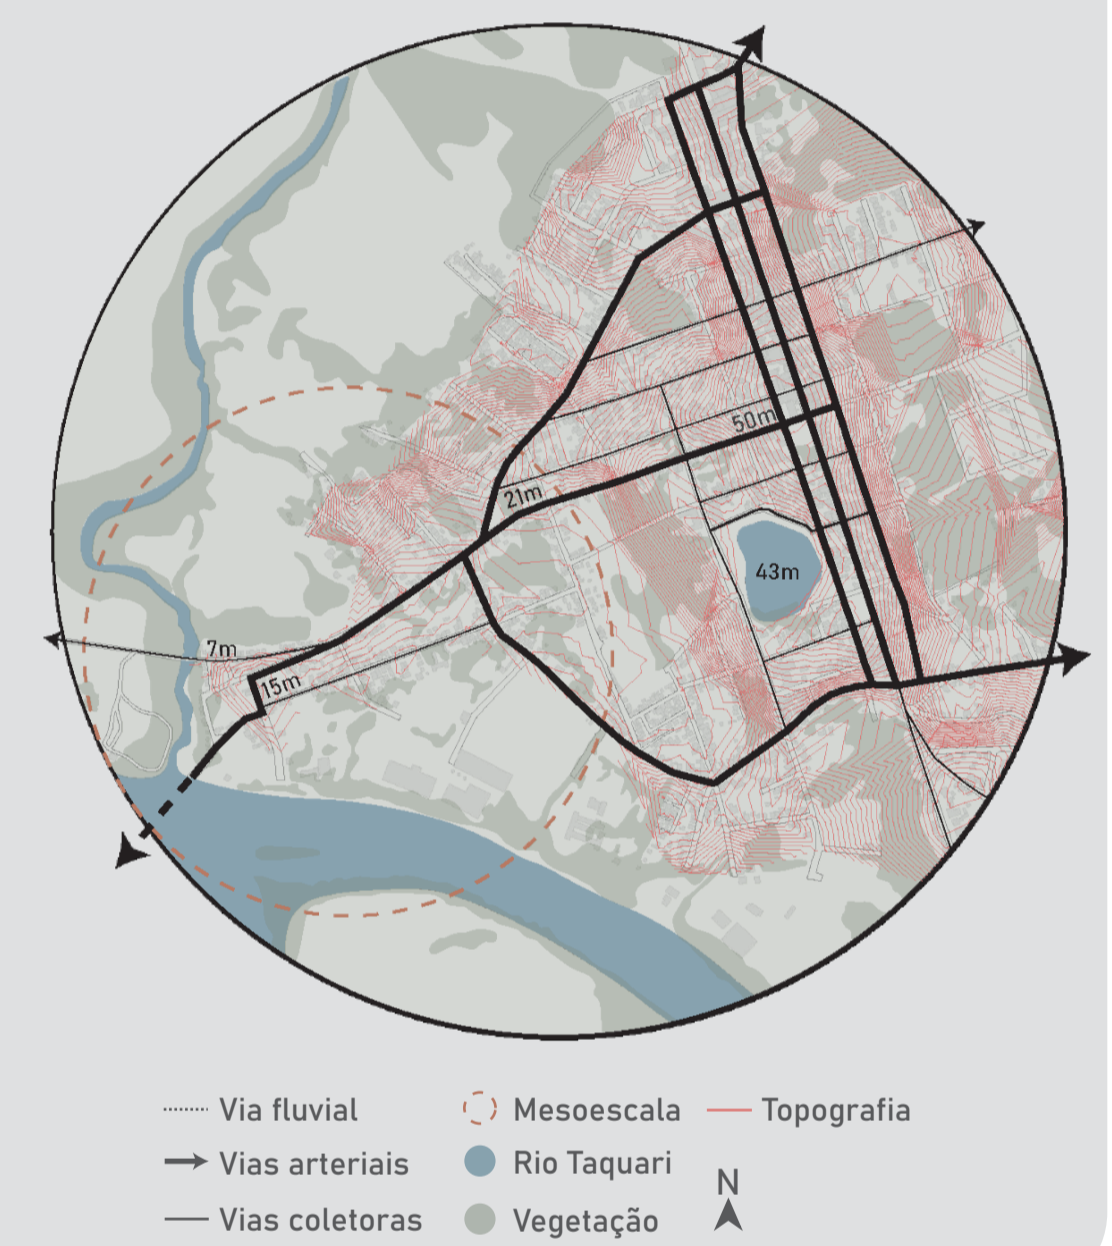 50m
21m
43m
7m
15m
Via fluvial
Mesoescala
Topografia
Vias arteriais
Rio Taquari
N
Vias coletoras
Vegetação